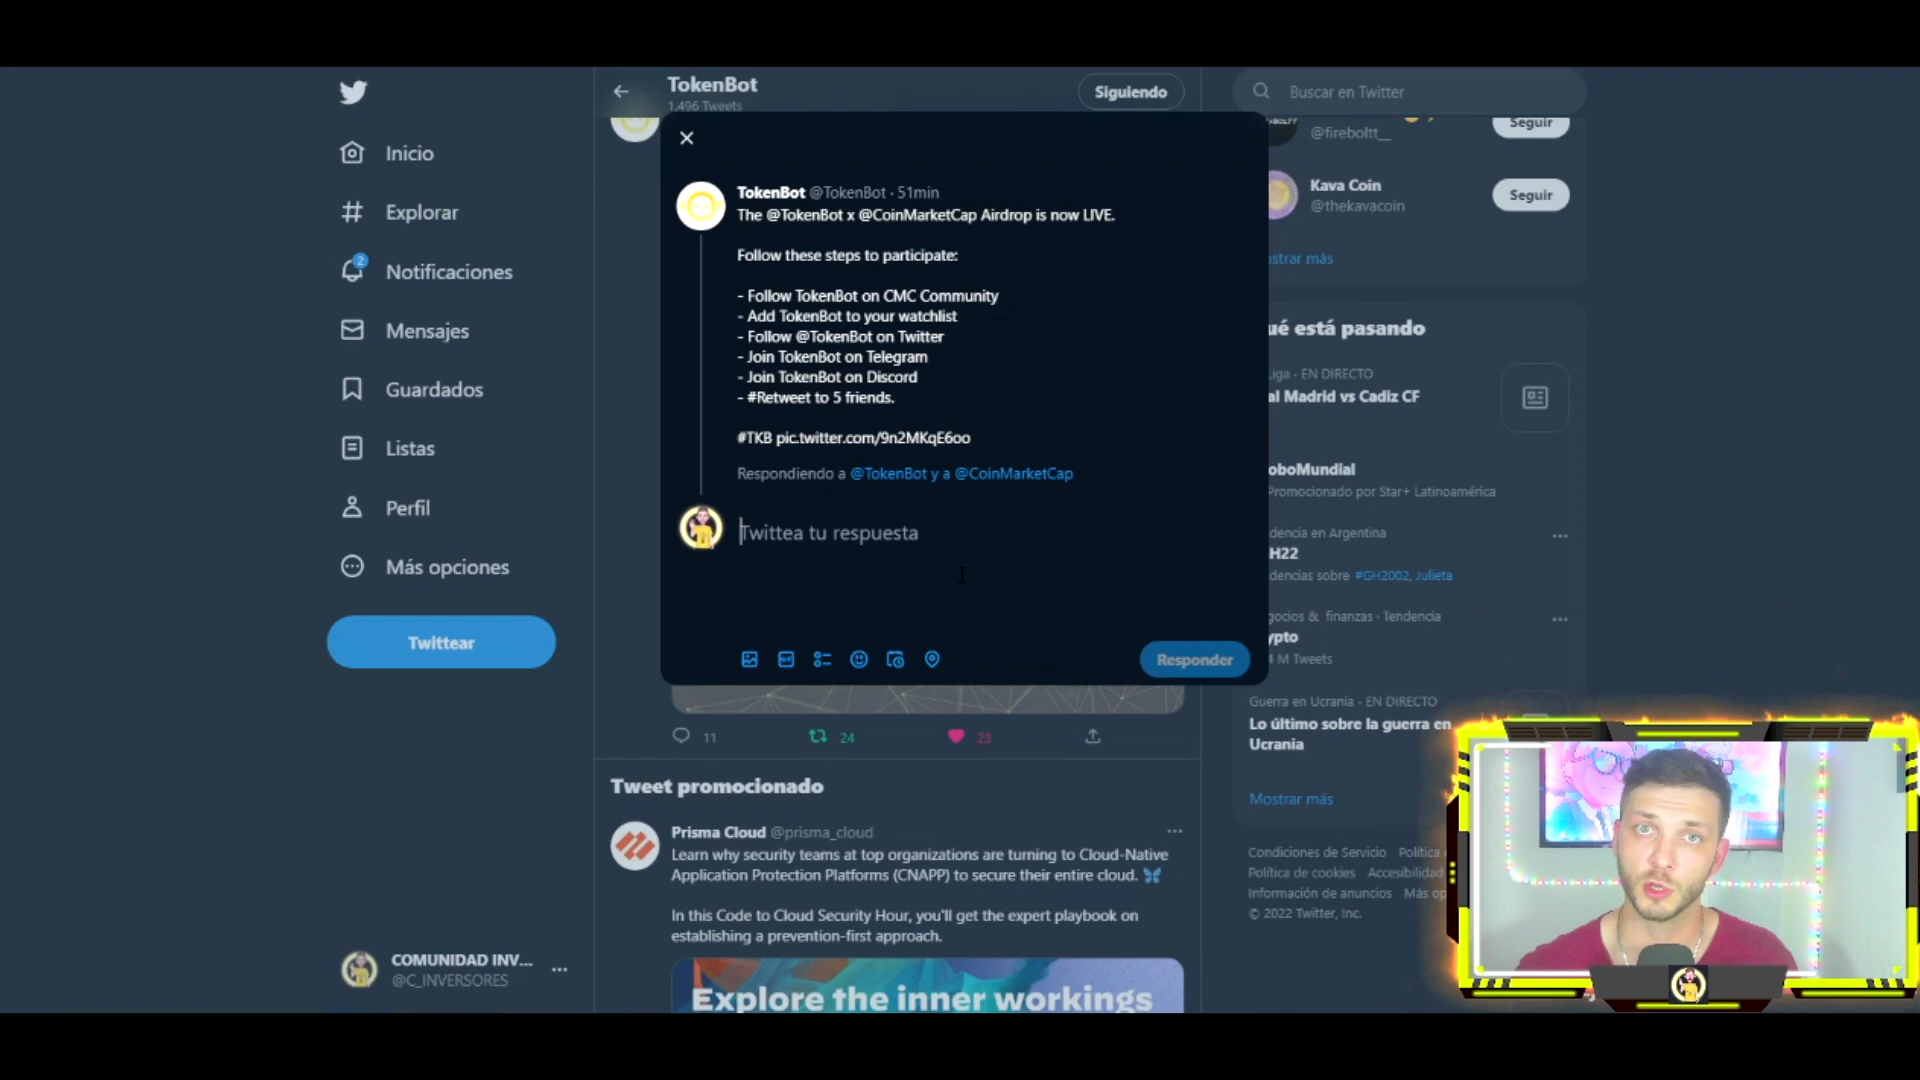 Inicio
Explorar
2
Notificaciones
Mensajes
Guardados
Listas
Perfil
Más opciones
Twittear
COMUNIDAD INV...
@C_INVERSORES
TokenBot
1.496 Tweets
Siguiendo
TokenBot @TokenBot · 51min
The @TokenBot x @CoinMarketCap Airdrop is now LIVE.
Follow these steps to participate:
- Follow TokenBot on CMC Community
- Add TokenBot to your watchlist
- Follow @TokenBot on Twitter
- Join TokenBot on Telegram
- Join TokenBot on Discord
- #Retweet to 5 friends.
#TKB pic.twitter.com/9n2MKqE6oo
Respondiendo a @TokenBot y a @CoinMarketCap
Twittea tu respuesta
Responder
11
24
23
Tweet promocionado
Prisma Cloud @prisma_cloud
Learn why security teams at top organizations are turning to Cloud-Native
Application Protection Platforms (CNAPP) to secure their entire cloud.
In this Code to Cloud Security Hour, you'll get the expert playbook on
establishing a prevention-first approach.
Explore the inner workings
Buscar en Twitter
@fireboltt__
Seguir
Kava Coin
@thekavacoin
Seguir
ostrar más
ué está pasando
Liga · EN DIRECTO
al Madrid vs Cadiz CF
oboMundial
Promocionado por Star+ Latinoamérica
dencia en Argentina
H22
dencias sobre #GH2002, Julieta
gocios & finanzas · Tendencia
ypto
M Tweets
Guerra en Ucrania · EN DIRECTO
Lo último sobre la guerra en
Ucrania
Mostrar más
Condiciones de Servicio Política
Política de cookies Accesibilidad
Información de anuncios Más op
© 2022 Twitter, Inc.